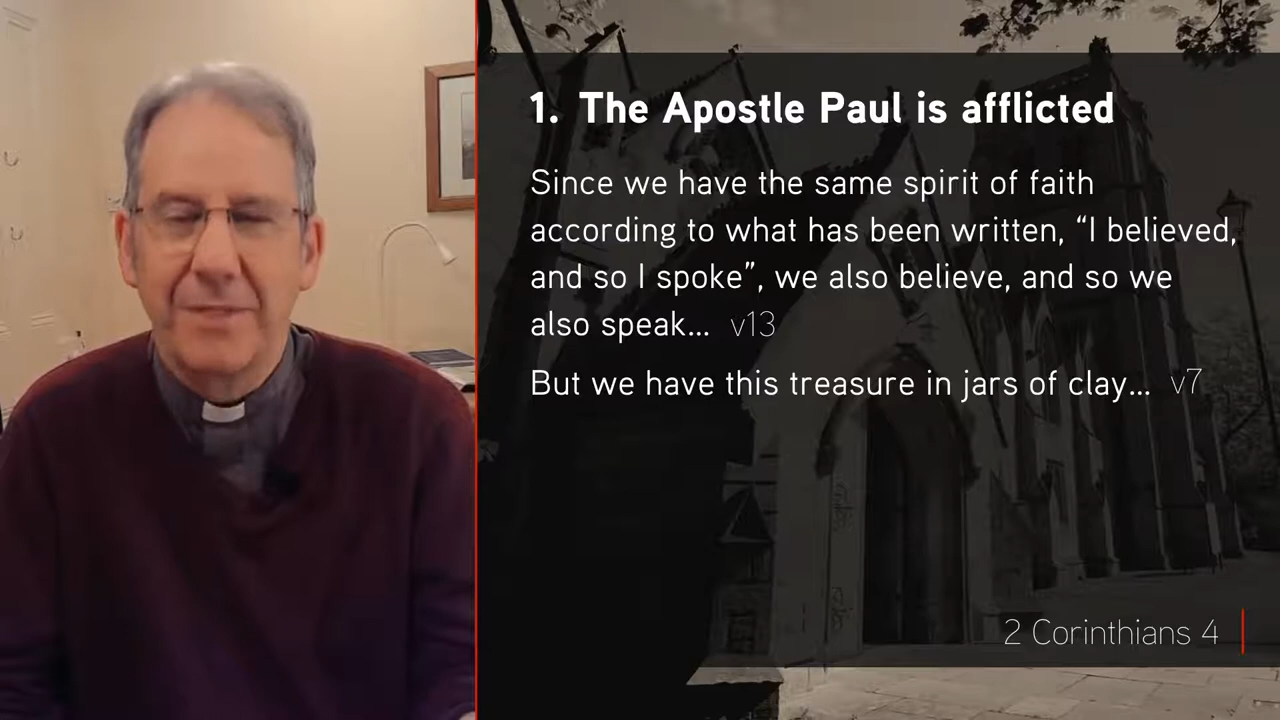 1. The Apostle Paul is afflicted
Since we have the same spirit of faith
according to what has been written, “I believed,
and so I spoke”, we also believe, and so we
also speak... v13
But we have this treasure in jars of clay... v7
2 Corinthians 4